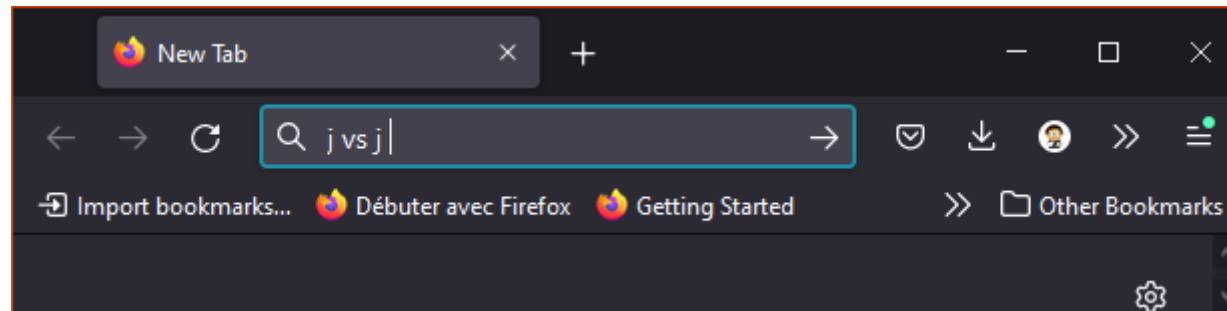 New Tab
j vs j
Import bookmarks... Débuter avec Firefox Getting Started Other Bookmarks